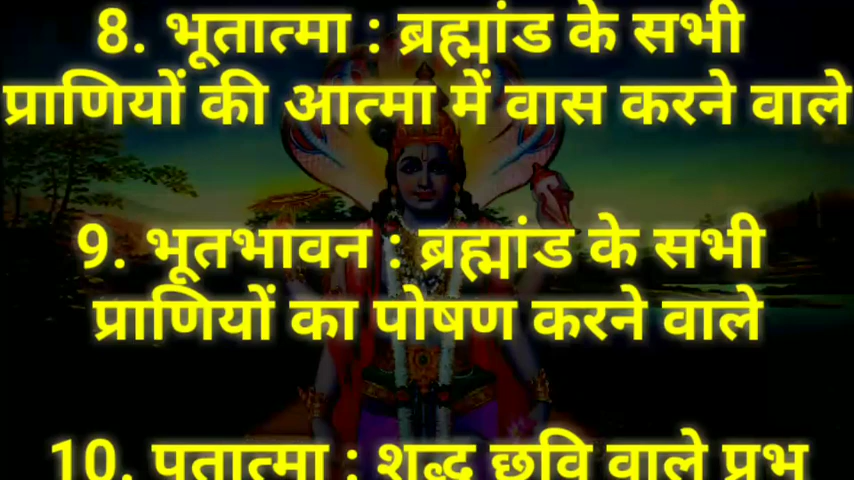 8. भूतात्मा : ब्रह्मांड के सभी
प्राणियों की आत्मा में वास करने वाले
9. भूतभावन : ब्रह्मांड के सभी
प्राणियों का पोषण करने वाले
10. पूतात्मा : शुद्ध छवि वाले प्रभु